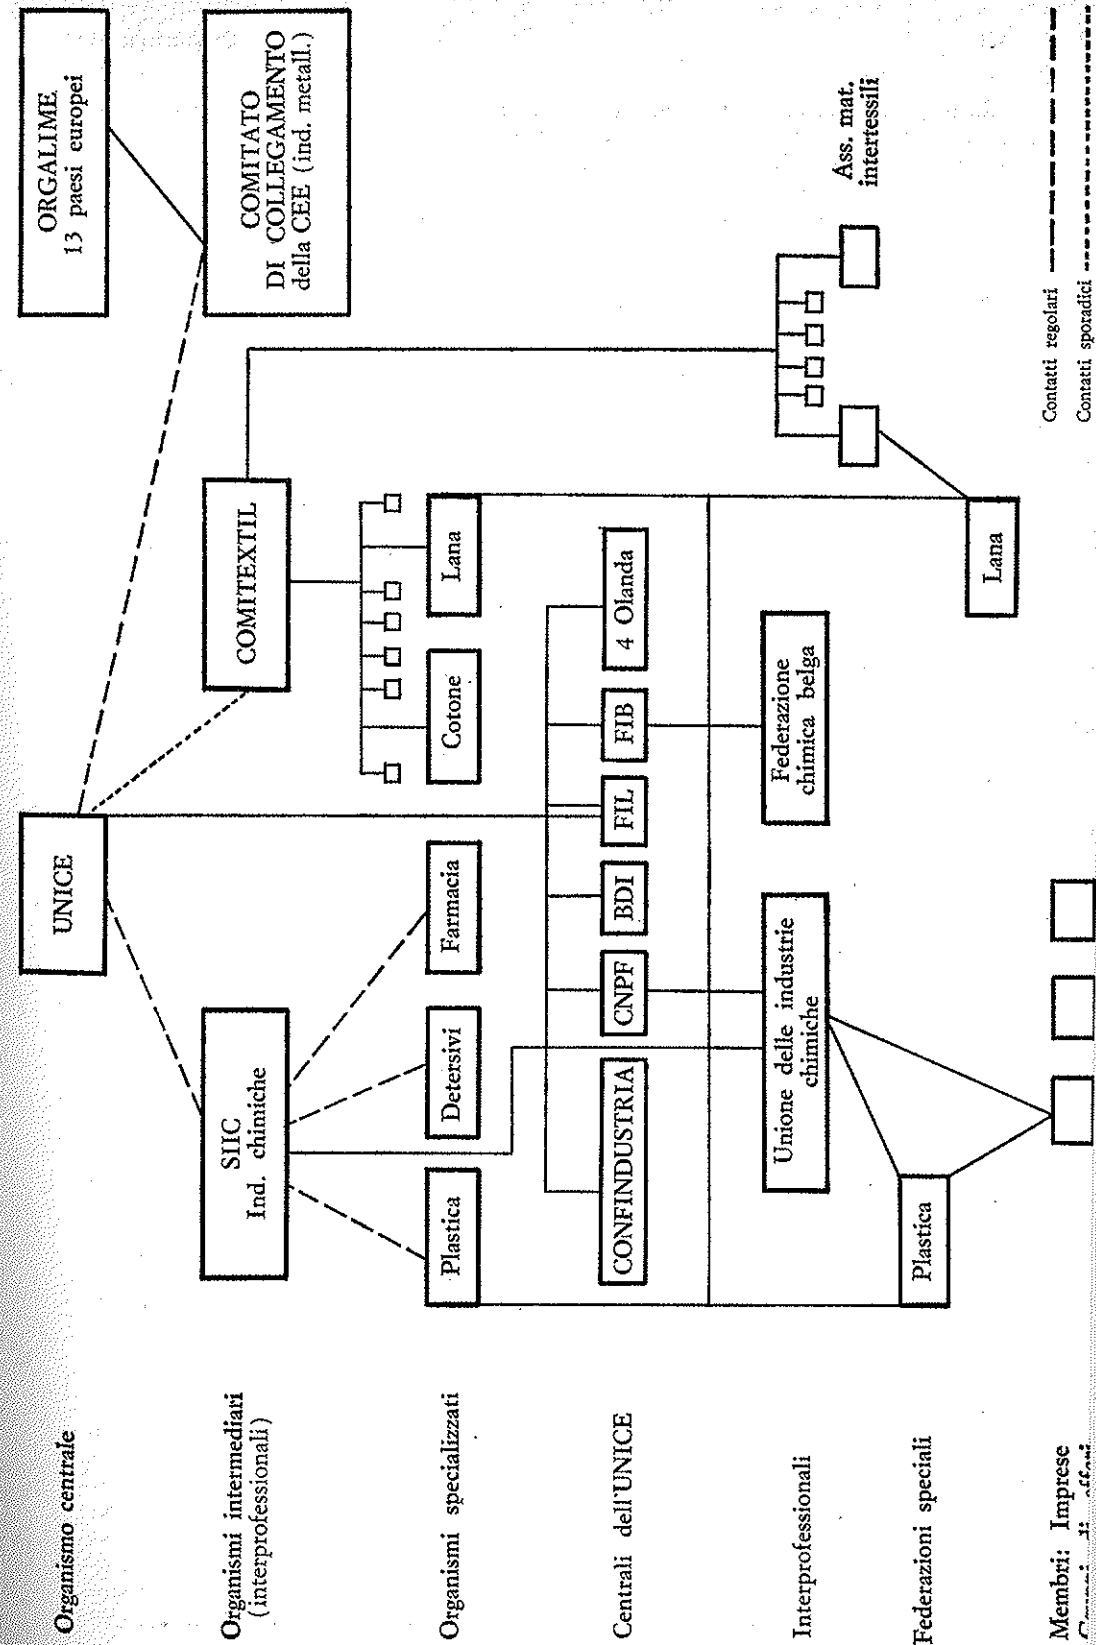 Organismo centrale
UNICE
ORGALIME
13 paesi europei
Organismi intermediari
(interprofessionali)
SIIC
Ind. chimiche
COMITEXTIL
COMITATO
DI COLLEGAMENTO
della CEE (ind. metall.)
Organismi specializzati
Plastica
Detersivi
Farmacia
Cotone
Lana
Centrali dell'UNICE
CONFINDUSTRIA
CNPF
BDI
FIL
FIB
4 Olanda
Interprofessionali
Unione delle industrie
chimiche
Federazione
chimica belga
Ass. mat.
intertessili
Federazioni speciali
Plastica
Lana
Membri: Imprese
Contatti regolari
Contatti sporadici